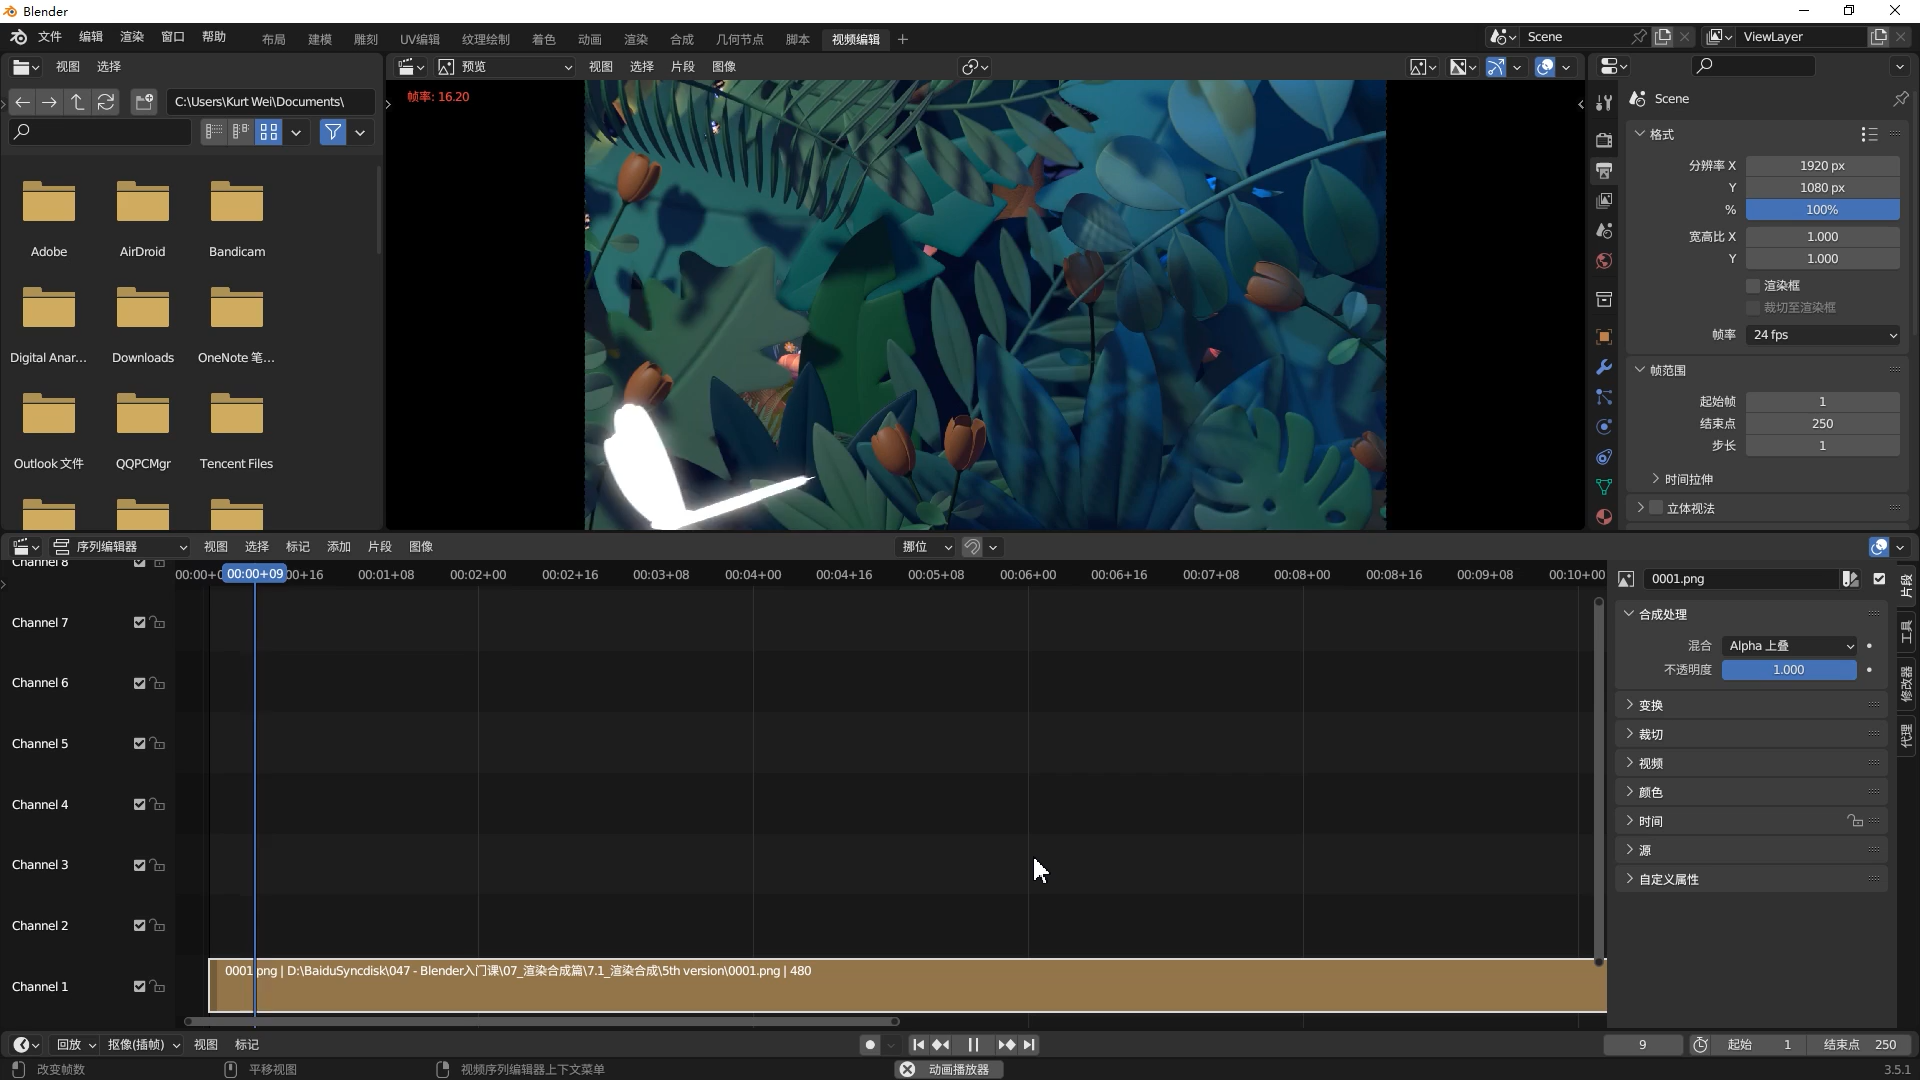 Blender
文件 编辑 渲染 窗口 帮助 布局 建模 雕刻 UV编辑 纹理绘制 着色 动画 渲染 合成 几何节点 脚本 视频编辑 + Scene ViewLayer
视图 选择 预览 视图 选择 片段 图像
C:\Users\Kurt Wei\Documents\
帧率: 16.20
Adobe AirDroid Bandicam
Digital Anar... Downloads OneNote 笔...
Outlook 文件 QQPCMgr Tencent Files
Scene
格式
分辨率 X 1920 px
Y 1080 px
% 100%
宽高比 X 1.000
Y 1.000
渲染框
裁切至渲染框
帧率 24 fps
帧范围
起始帧 1
结束点 250
步长 1
时间拉伸
立体视法
序列编辑器 视图 选择 标记 添加 片段 图像 挪位
00:00+0 00:00+09 00+16 00:01+08 00:02+00 00:02+16 00:03+08 00:04+00 00:04+16 00:05+08 00:06+00 00:06+16 00:07+08 00:08+00 00:08+16 00:09+08 00:10+00
Channel 8
Channel 7
Channel 6
Channel 5
Channel 4
Channel 3
Channel 2
Channel 1
0001.png | D:\BaiduSyncdisk\047 - Blender入门课\07_渲染合成篇\7.1_渲染合成\5th version\0001.png | 480
0001.png
合成处理
混合 Alpha 上叠
不透明度 1.000
变换
裁切
视频
颜色
时间
源
自定义属性
片段
工具
修改器
代理
回放 抠像(插帧) 视图 标记 9 起始 1 结束点 250
改变帧数 平移视图 视频序列编辑器上下文菜单 动画播放器 3.5.1